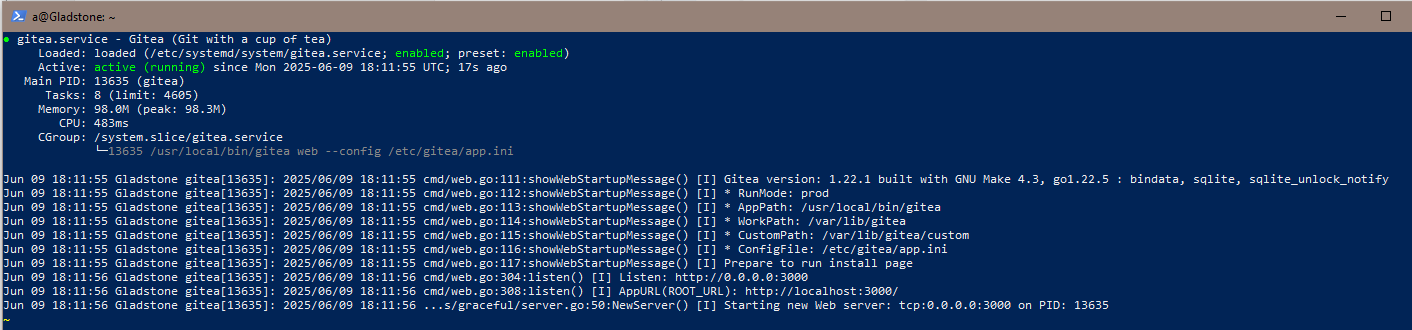 a@Gladstone: ~
● gitea.service - Gitea (Git with a cup of tea)
Loaded: loaded (/etc/systemd/system/gitea.service; enabled; preset: enabled)
Active: active (running) since Mon 2025-06-09 18:11:55 UTC; 17s ago
Main PID: 13635 (gitea)
Tasks: 8 (limit: 4605)
Memory: 98.0M (peak: 98.3M)
CPU: 483ms
CGroup: /system.slice/gitea.service
└─13635 /usr/local/bin/gitea web --config /etc/gitea/app.ini
Jun 09 18:11:55 Gladstone gitea[13635]: 2025/06/09 18:11:55 cmd/web.go:111:showWebStartupMessage() [I] Gitea version: 1.22.1 built with GNU Make 4.3, go1.22.5 : bindata, sqlite, sqlite_unlock_notify
Jun 09 18:11:55 Gladstone gitea[13635]: 2025/06/09 18:11:55 cmd/web.go:112:showWebStartupMessage() [I] * RunMode: prod
Jun 09 18:11:55 Gladstone gitea[13635]: 2025/06/09 18:11:55 cmd/web.go:113:showWebStartupMessage() [I] * AppPath: /usr/local/bin/gitea
Jun 09 18:11:55 Gladstone gitea[13635]: 2025/06/09 18:11:55 cmd/web.go:114:showWebStartupMessage() [I] * WorkPath: /var/lib/gitea
Jun 09 18:11:55 Gladstone gitea[13635]: 2025/06/09 18:11:55 cmd/web.go:115:showWebStartupMessage() [I] * CustomPath: /var/lib/gitea/custom
Jun 09 18:11:55 Gladstone gitea[13635]: 2025/06/09 18:11:55 cmd/web.go:116:showWebStartupMessage() [I] * ConfigFile: /etc/gitea/app.ini
Jun 09 18:11:55 Gladstone gitea[13635]: 2025/06/09 18:11:55 cmd/web.go:117:showWebStartupMessage() [I] Prepare to run install page
Jun 09 18:11:56 Gladstone gitea[13635]: 2025/06/09 18:11:56 cmd/web.go:304:listen() [I] Listen: http://0.0.0.0:3000
Jun 09 18:11:56 Gladstone gitea[13635]: 2025/06/09 18:11:56 cmd/web.go:308:listen() [I] AppURL(ROOT_URL): http://localhost:3000/
Jun 09 18:11:56 Gladstone gitea[13635]: 2025/06/09 18:11:56 ...s/graceful/server.go:50:NewServer() [I] Starting new Web server: tcp:0.0.0.0:3000 on PID: 13635
~